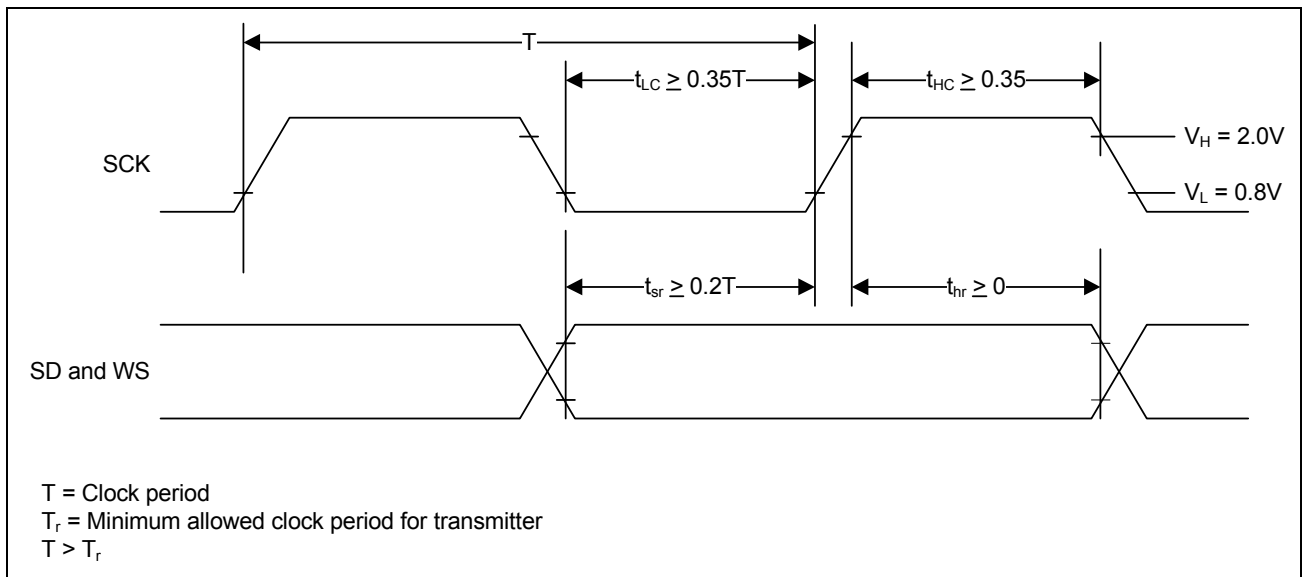 T
t_LC ≥ 0.35T
t_HC ≥ 0.35
SCK
V_H = 2.0V
V_L = 0.8V
t_sr ≥ 0.2T
t_hr ≥ 0
SD and WS
T = Clock period
T_r = Minimum allowed clock period for transmitter
T > T_r